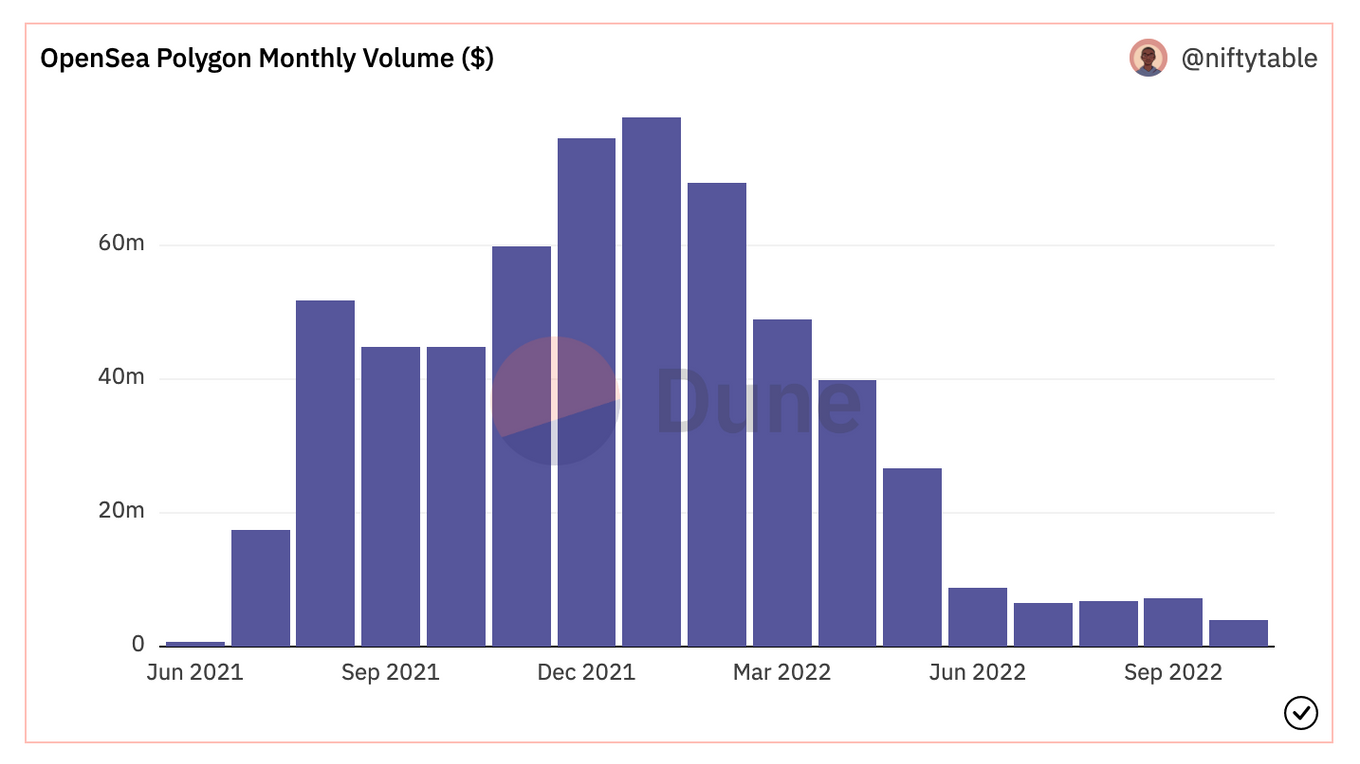 OpenSea Polygon Monthly Volume ($)
@niftytable
60m
40m
20m
0
Dune
Jun 2021 Sep 2021 Dec 2021 Mar 2022 Jun 2022 Sep 2022